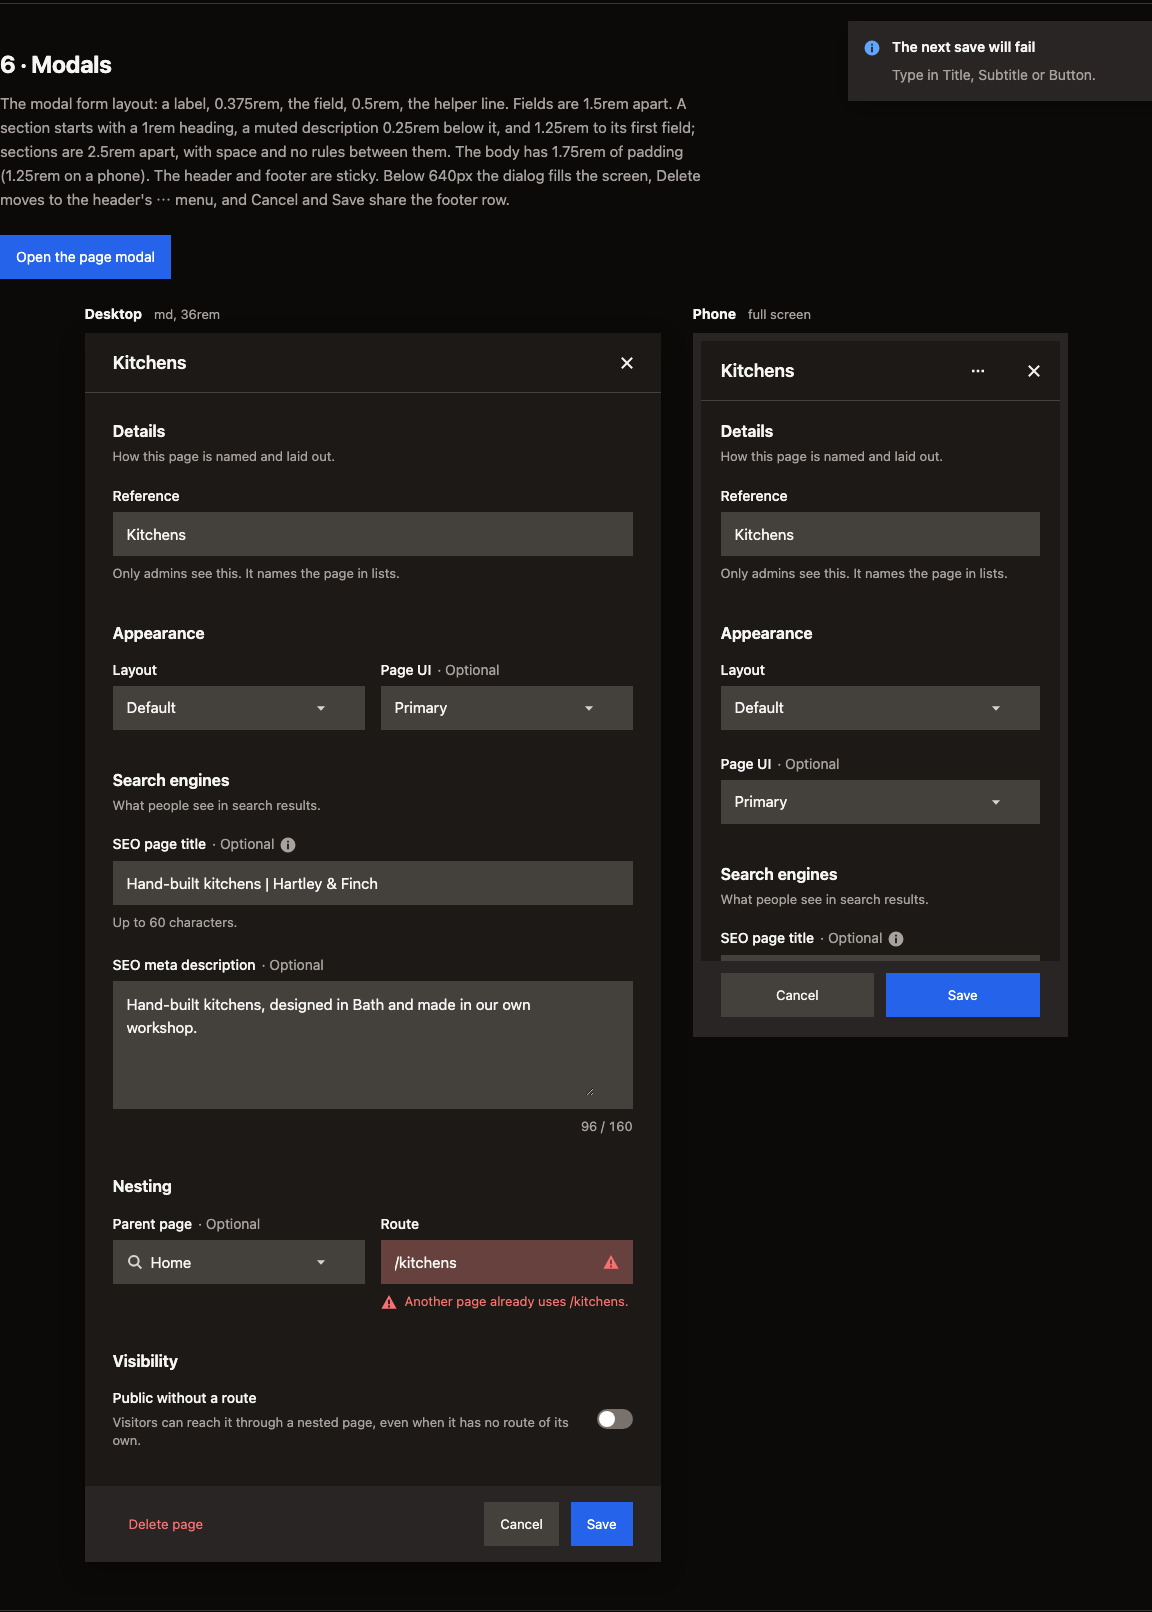 The next save will fail
Type in Title, Subtitle or Button.
6 · Modals
The modal form layout: a label, 0.375rem, the field, 0.5rem, the helper line. Fields are 1.5rem apart. A
section starts with a 1rem heading, a muted description 0.25rem below it, and 1.25rem to its first field;
sections are 2.5rem apart, with space and no rules between them. The body has 1.75rem of padding
(1.25rem on a phone). The header and footer are sticky. Below 640px the dialog fills the screen, Delete
moves to the header's ··· menu, and Cancel and Save share the footer row.
Open the page modal
Desktop md, 36rem
Kitchens
Details
How this page is named and laid out.
Reference
Kitchens
Only admins see this. It names the page in lists.
Appearance
Layout
Page UI · Optional
Default
Primary
Search engines
What people see in search results.
SEO page title · Optional
Hand-built kitchens | Hartley & Finch
Up to 60 characters.
SEO meta description · Optional
Hand-built kitchens, designed in Bath and made in our own
workshop.
96 / 160
Nesting
Parent page · Optional
Route
Home
/kitchens
Another page already uses /kitchens.
Visibility
Public without a route
Visitors can reach it through a nested page, even when it has no route of its
own.
Delete page
Cancel
Save
Phone full screen
Kitchens
Details
How this page is named and laid out.
Reference
Kitchens
Only admins see this. It names the page in lists.
Appearance
Layout
Default
Page UI · Optional
Primary
Search engines
What people see in search results.
SEO page title · Optional
Cancel
Save